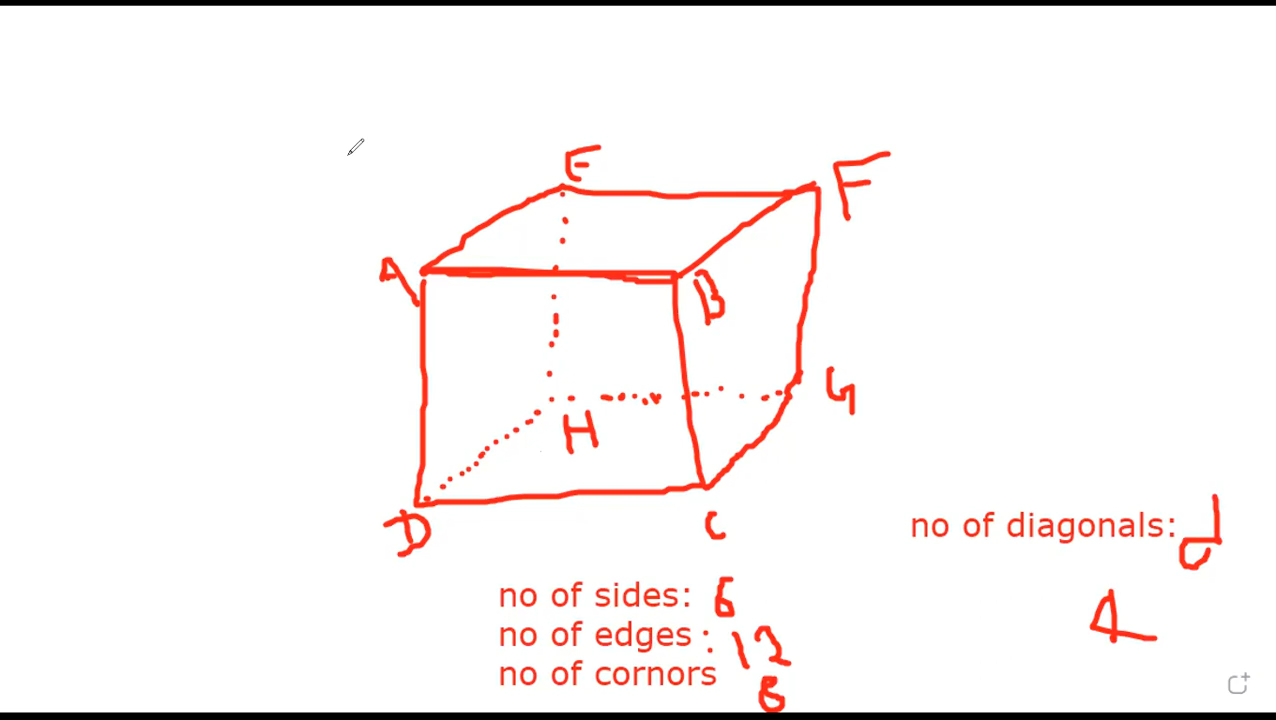 E
F
A
B
G
H
D
C
no of diagonals: d
4
no of sides: 6
no of edges : 12
no of cornors 8